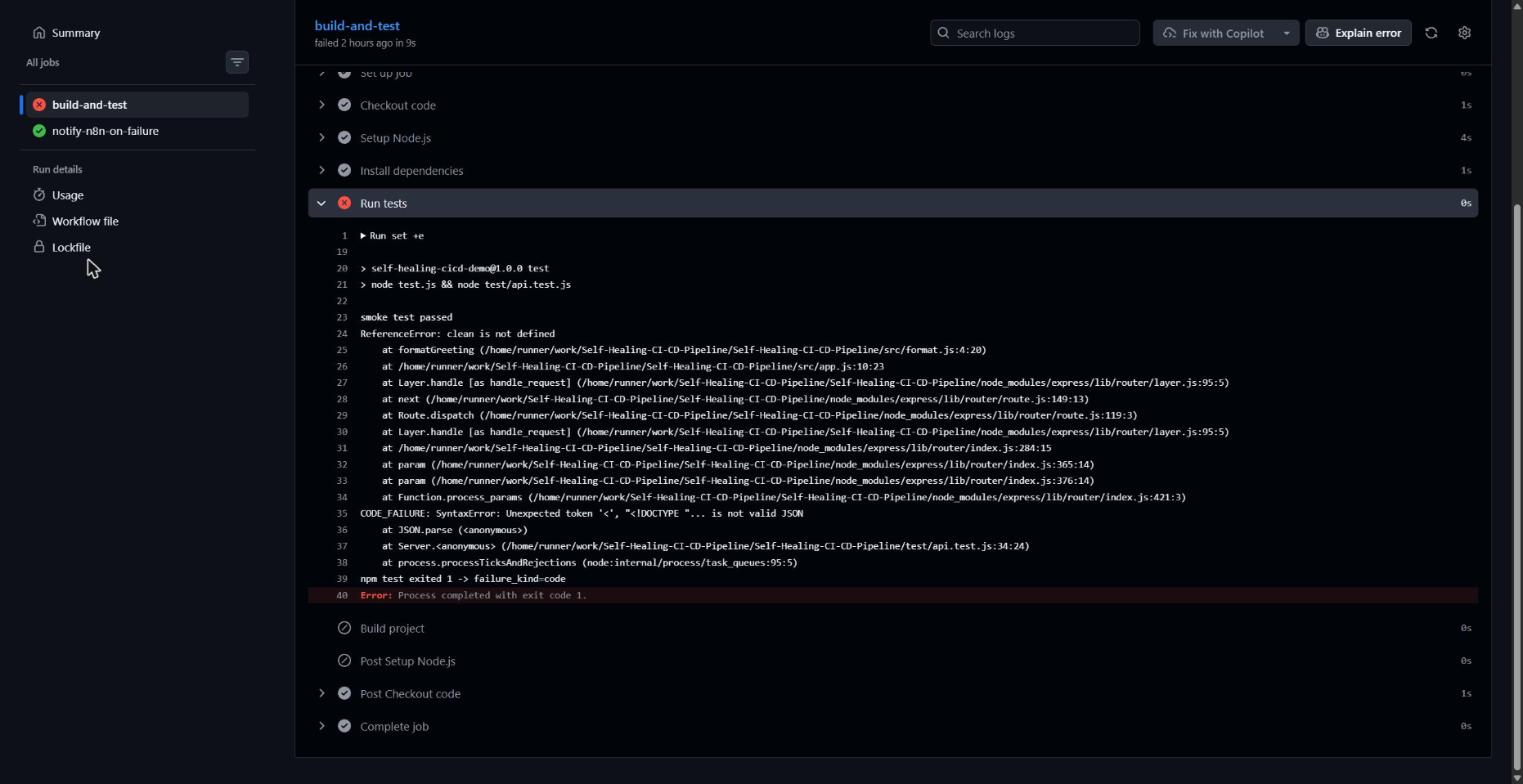 Summary
All jobs
build-and-test
notify-n8n-on-failure
Run details
Usage
Workflow file
Lockfile
build-and-test
failed 2 hours ago in 9s
Search logs
Fix with Copilot
Explain error
Set up job 0s
Checkout code 1s
Setup Node.js 4s
Install dependencies 1s
Run tests 0s
1 Run set +e
19
20 > self-healing-cicd-demo@1.0.0 test
21 > node test.js && node test/api.test.js
22
23 smoke test passed
24 ReferenceError: clean is not defined
25 at formatGreeting (/home/runner/work/Self-Healing-CI-CD-Pipeline/Self-Healing-CI-CD-Pipeline/src/format.js:4:20)
26 at /home/runner/work/Self-Healing-CI-CD-Pipeline/Self-Healing-CI-CD-Pipeline/src/app.js:10:23
27 at Layer.handle [as handle_request] (/home/runner/work/Self-Healing-CI-CD-Pipeline/Self-Healing-CI-CD-Pipeline/node_modules/express/lib/router/layer.js:95:5)
28 at next (/home/runner/work/Self-Healing-CI-CD-Pipeline/Self-Healing-CI-CD-Pipeline/node_modules/express/lib/router/route.js:149:13)
29 at Route.dispatch (/home/runner/work/Self-Healing-CI-CD-Pipeline/Self-Healing-CI-CD-Pipeline/node_modules/express/lib/router/route.js:119:3)
30 at Layer.handle [as handle_request] (/home/runner/work/Self-Healing-CI-CD-Pipeline/Self-Healing-CI-CD-Pipeline/node_modules/express/lib/router/layer.js:95:5)
31 at /home/runner/work/Self-Healing-CI-CD-Pipeline/Self-Healing-CI-CD-Pipeline/node_modules/express/lib/router/index.js:284:15
32 at param (/home/runner/work/Self-Healing-CI-CD-Pipeline/Self-Healing-CI-CD-Pipeline/node_modules/express/lib/router/index.js:365:14)
33 at param (/home/runner/work/Self-Healing-CI-CD-Pipeline/Self-Healing-CI-CD-Pipeline/node_modules/express/lib/router/index.js:376:14)
34 at Function.process_params (/home/runner/work/Self-Healing-CI-CD-Pipeline/Self-Healing-CI-CD-Pipeline/node_modules/express/lib/router/index.js:421:3)
35 CODE_FAILURE: SyntaxError: Unexpected token '<', "<!DOCTYPE "... is not valid JSON
36 at JSON.parse (<anonymous>)
37 at Server.<anonymous> (/home/runner/work/Self-Healing-CI-CD-Pipeline/Self-Healing-CI-CD-Pipeline/test/api.test.js:34:24)
38 at process.processTicksAndRejections (node:internal/process/task_queues:95:5)
39 npm test exited 1 -> failure_kind=code
40 Error: Process completed with exit code 1.
Build project 0s
Post Setup Node.js 0s
Post Checkout code 1s
Complete job 0s